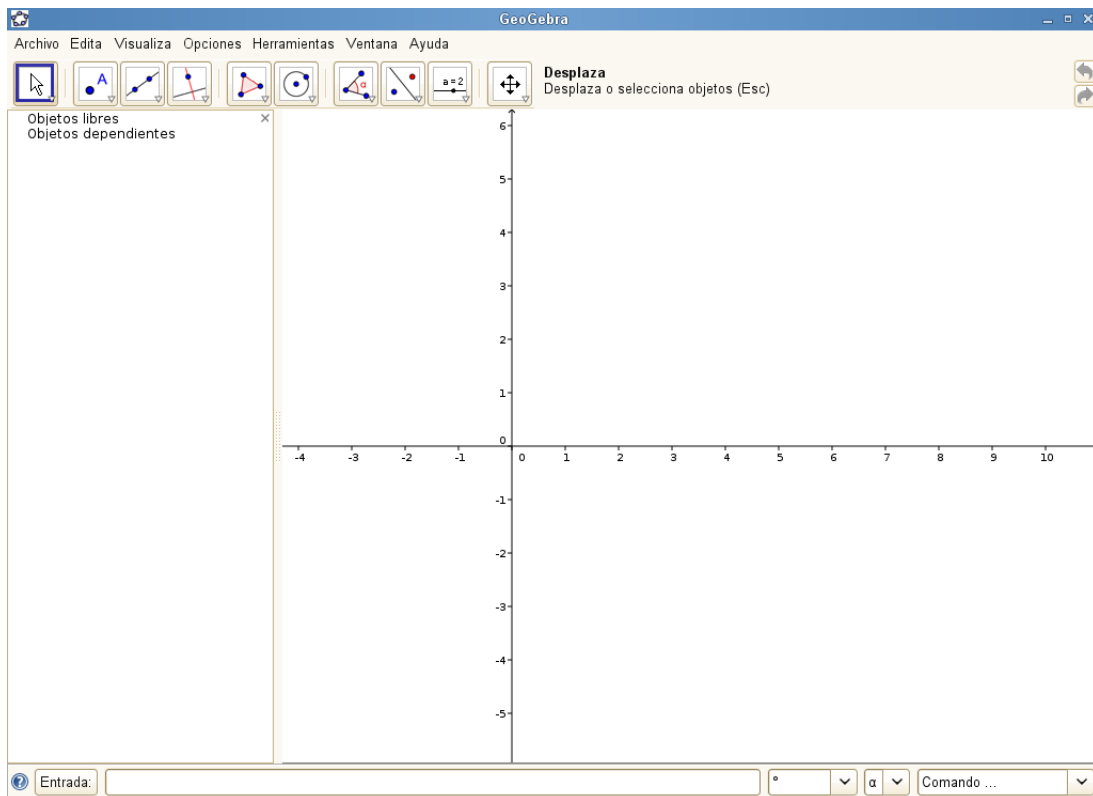 GeoGebra
Archivo Edita Visualiza Opciones Herramientas Ventana Ayuda
A α a=2
Desplaza
Desplaza o selecciona objetos (Esc)
Objetos libres
Objetos dependientes
6
5
4
3
2
1
0
-4 -3 -2 -1 0 1 2 3 4 5 6 7 8 9 10
-1
-2
-3
-4
-5
Entrada: ° α Comando ...